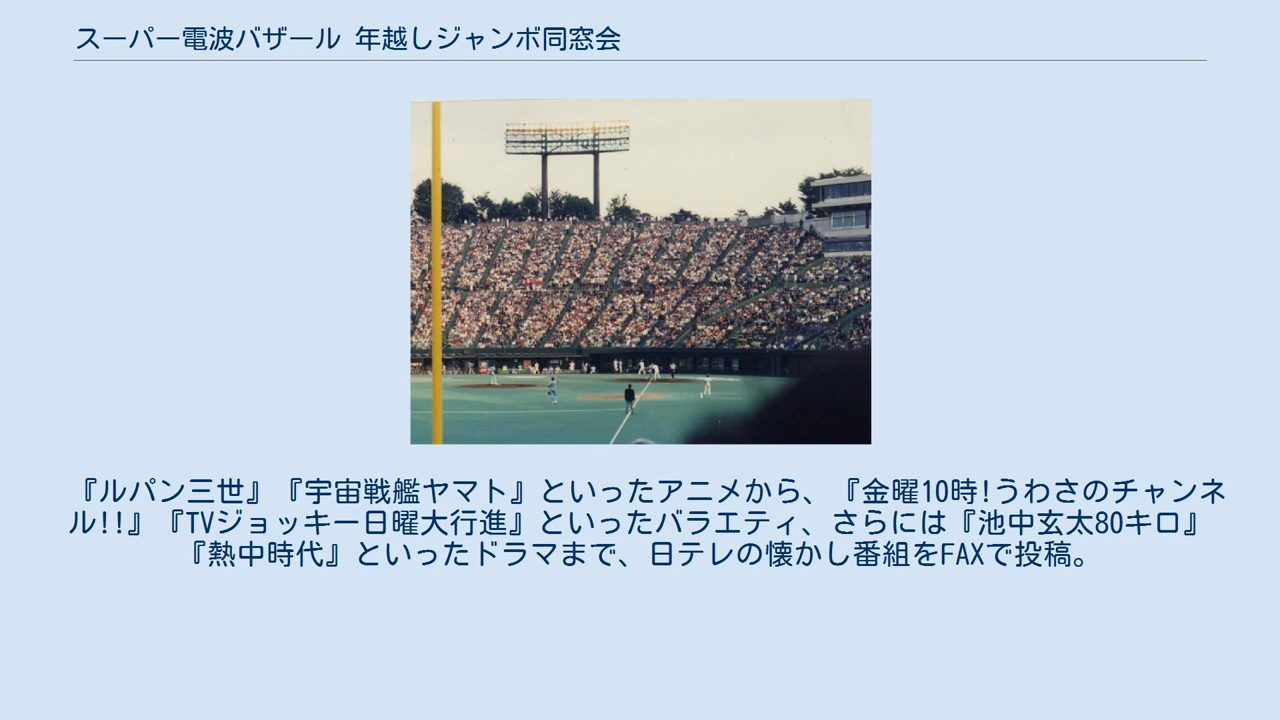 スーパー電波バザール 年越しジャンボ同窓会
『ルパン三世』『宇宙戦艦ヤマト』といったアニメから、『金曜10時!うわさのチャンネ
ル!!』『TVジョッキー日曜大行進』といったバラエティ、さらには『池中玄太80キロ』
『熱中時代』といったドラマまで、日テレの懐かし番組をFAXで投稿。